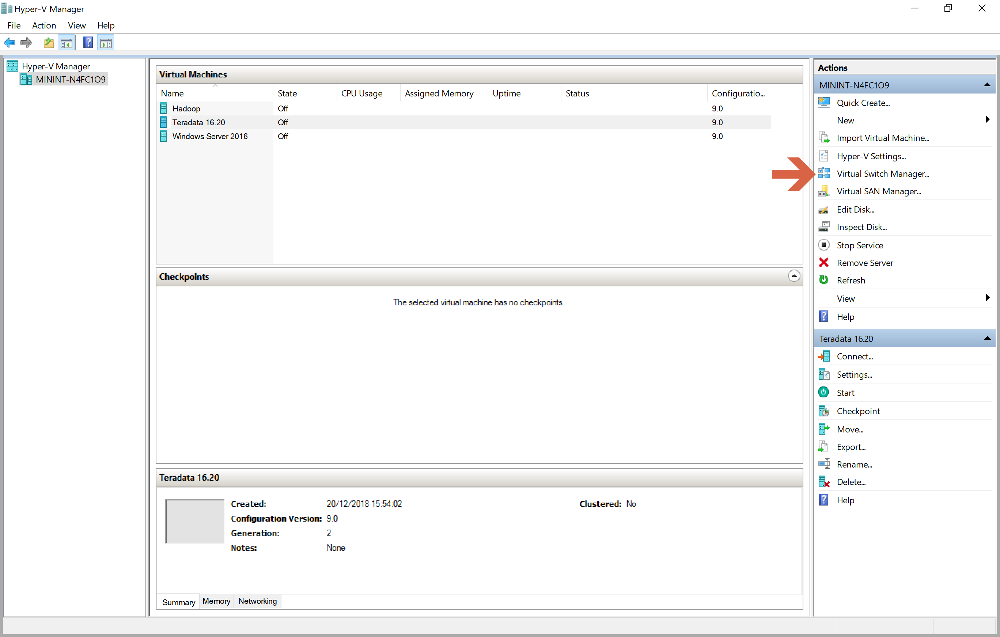 Hyper-V Manager
File Action View Help
Hyper-V Manager
MININT-N4FC1O9
Virtual Machines
Name State CPU Usage Assigned Memory Uptime Status Configuratio...
Hadoop Off 9.0
Teradata 16.20 Off 9.0
Windows Server 2016 Off 9.0
Checkpoints
The selected virtual machine has no checkpoints.
Teradata 16.20
Created: 20/12/2018 15:54:02 Clustered: No
Configuration Version: 9.0
Generation: 2
Notes: None
Summary Memory Networking
Actions
MININT-N4FC1O9
Quick Create...
New
Import Virtual Machine...
Hyper-V Settings...
Virtual Switch Manager...
Virtual SAN Manager...
Edit Disk...
Inspect Disk...
Stop Service
Remove Server
Refresh
View
Help
Teradata 16.20
Connect...
Settings...
Start
Checkpoint
Move...
Export...
Rename...
Delete...
Help